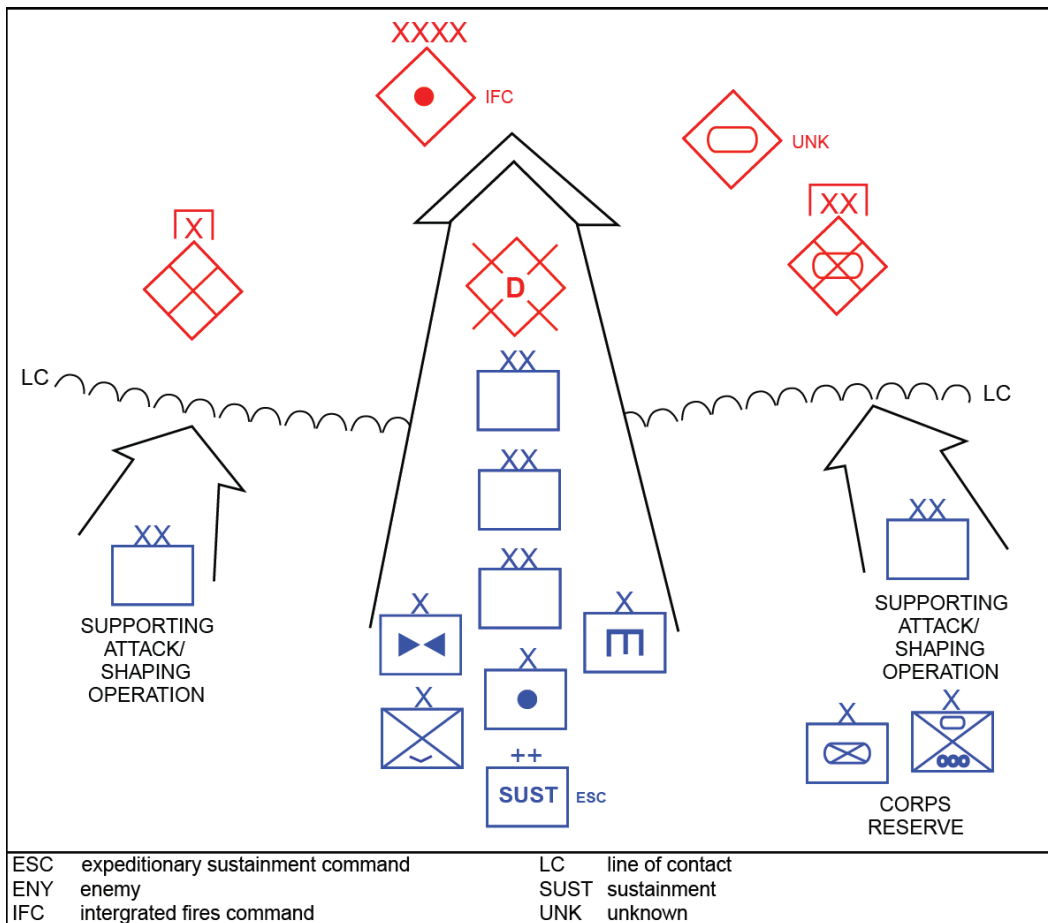 XXXX
IFC
UNK
X
XX
D
XX
LC
LC
XX
XX
XX
XX
SUPPORTING
ATTACK/
SHAPING
OPERATION
SUPPORTING
ATTACK/
SHAPING
OPERATION
X
X
X
X
X
X
++
SUST
ESC
CORPS
RESERVE
ESC expeditionary sustainment command
LC line of contact
ENY enemy
SUST sustainment
IFC intergrated fires command
UNK unknown